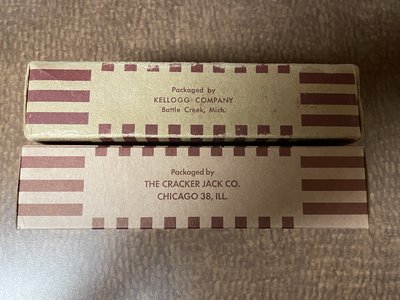 Packaged by
KELLOGG COMPANY
Battle Creek, Mich.
Packaged by
THE CRACKER JACK CO.
CHICAGO 38, ILL.